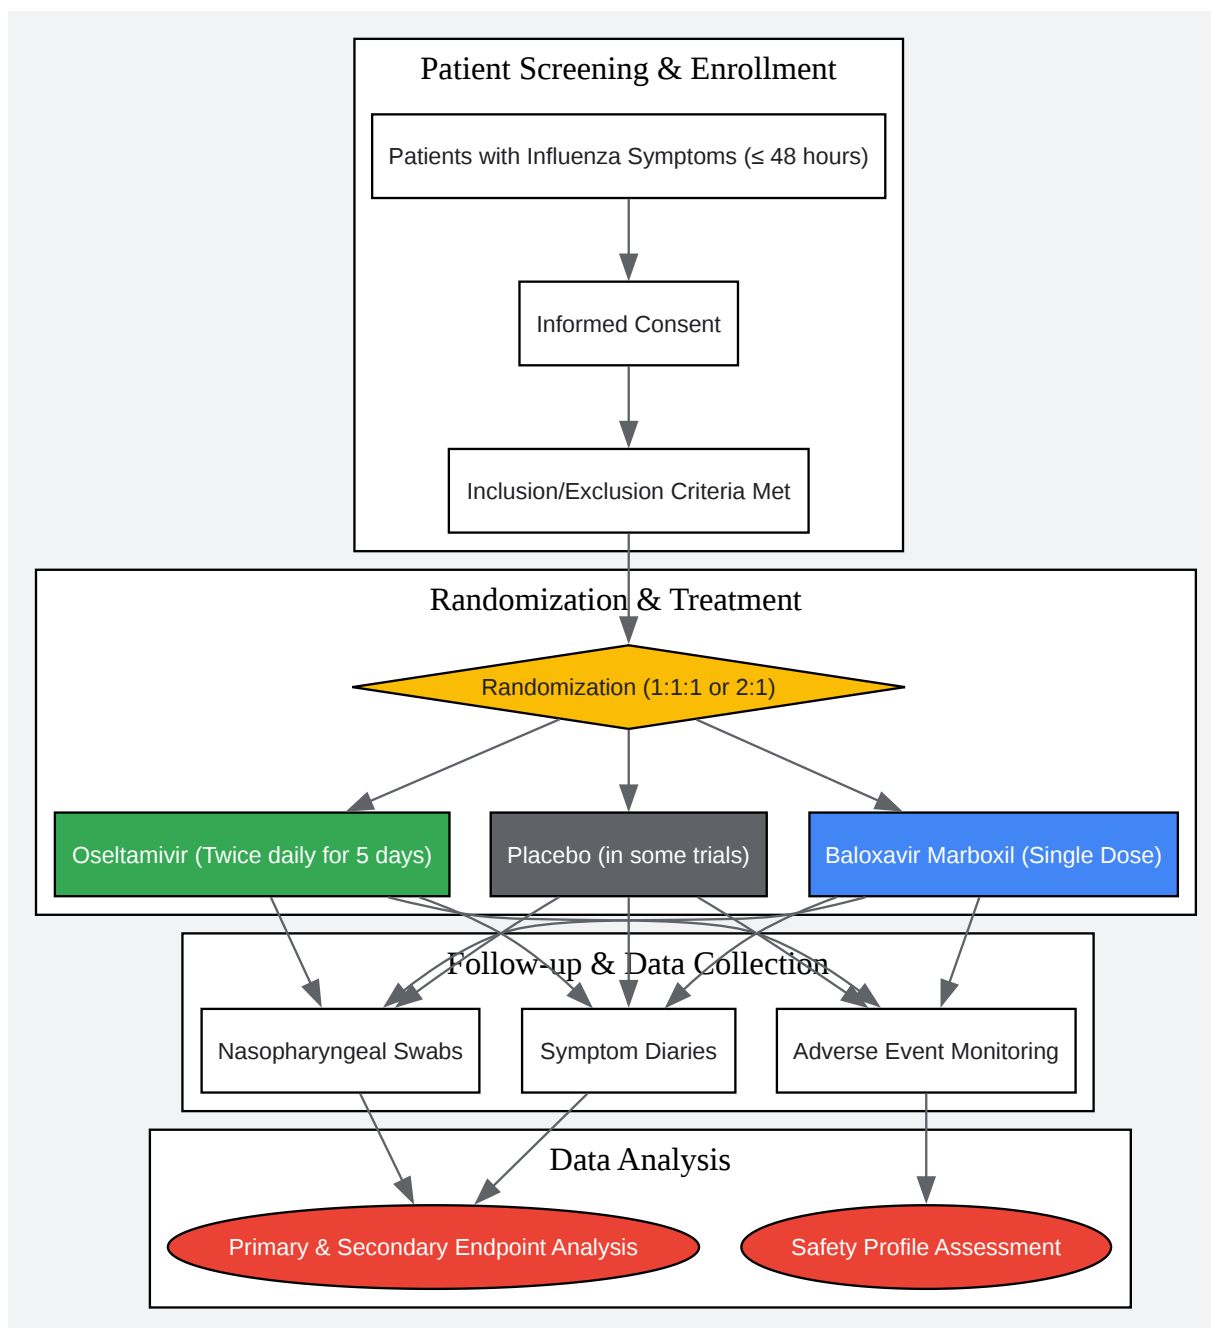 Patient Screening & Enrollment
Patients with Influenza Symptoms (≤ 48 hours)
Informed Consent
Inclusion/Exclusion Criteria Met
Randomization & Treatment
Randomization (1:1:1 or 2:1)
Oseltamivir (Twice daily for 5 days)
Placebo (in some trials)
Baloxavir Marboxil (Single Dose)
Follow-up & Data Collection
Nasopharyngeal Swabs
Symptom Diaries
Adverse Event Monitoring
Data Analysis
Primary & Secondary Endpoint Analysis
Safety Profile Assessment